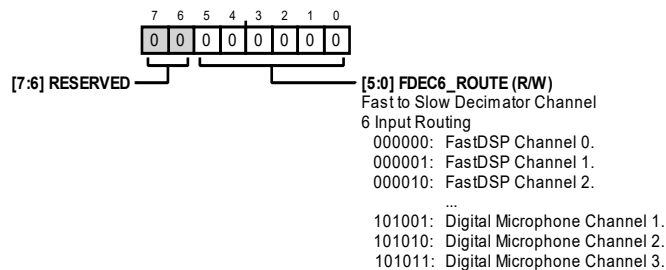 7 6 5 4 3 2 1 0
0 0 0 0 0 0 0 0
[7:6] RESERVED
[5:0] FDEC6_ROUTE (R/W)
Fast to Slow Decimator Channel
6 Input Routing
000000: FastDSP Channel 0.
000001: FastDSP Channel 1.
000010: FastDSP Channel 2.
...
101001: Digital Microphone Channel 1.
101010: Digital Microphone Channel 2.
101011: Digital Microphone Channel 3.